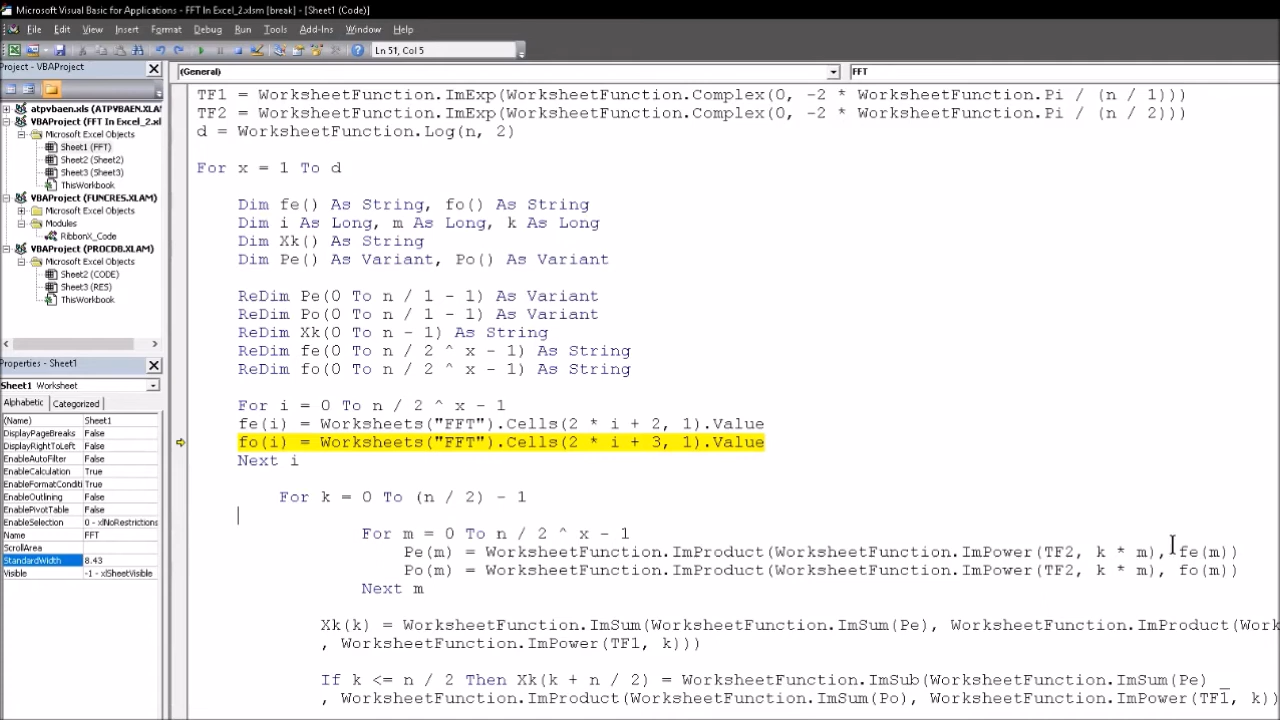 Microsoft Visual Basic for Applications - FFT In Excel_2.xlsm [break] - [Sheet1 (Code)]
File Edit View Insert Format Debug Run Tools Add-Ins Window Help
Ln 51, Col 5
Project - VBAProject
atpvbaen.xls (ATPVBAEN.XLAM
VBAProject (FFT In Excel_2.xl
Microsoft Excel Objects
Sheet1 (FFT)
Sheet2 (Sheet2)
Sheet3 (Sheet3)
ThisWorkbook
VBAProject (FUNCRES.XLAM)
Microsoft Excel Objects
Modules
RibbonX_Code
VBAProject (PROCDB.XLAM)
Microsoft Excel Objects
Sheet2 (CODE)
Sheet3 (RES)
ThisWorkbook
Properties - Sheet1
Sheet1 Worksheet
Alphabetic Categorized
(Name) Sheet1
DisplayPageBreaks False
DisplayRightToLeft False
EnableAutoFilter False
EnableCalculation True
EnableFormatConditi True
EnableOutlining False
EnablePivotTable False
EnableSelection 0 - xlNoRestrictions
Name FFT
ScrollArea
StandardWidth 8.43
Visible -1 - xlSheetVisible
(General) FFT
TF1 = WorksheetFunction.ImExp(WorksheetFunction.Complex(0, -2 * WorksheetFunction.Pi / (n / 1)))
TF2 = WorksheetFunction.ImExp(WorksheetFunction.Complex(0, -2 * WorksheetFunction.Pi / (n / 2)))
d = WorksheetFunction.Log(n, 2)
For x = 1 To d
Dim fe() As String, fo() As String
Dim i As Long, m As Long, k As Long
Dim Xk() As String
Dim Pe() As Variant, Po() As Variant
ReDim Pe(0 To n / 1 - 1) As Variant
ReDim Po(0 To n / 1 - 1) As Variant
ReDim Xk(0 To n - 1) As String
ReDim fe(0 To n / 2 ^ x - 1) As String
ReDim fo(0 To n / 2 ^ x - 1) As String
For i = 0 To n / 2 ^ x - 1
fe(i) = Worksheets("FFT").Cells(2 * i + 2, 1).Value
fo(i) = Worksheets("FFT").Cells(2 * i + 3, 1).Value
Next i
For k = 0 To (n / 2) - 1
For m = 0 To n / 2 ^ x - 1
Pe(m) = WorksheetFunction.ImProduct(WorksheetFunction.ImPower(TF2, k * m), fe(m))
Po(m) = WorksheetFunction.ImProduct(WorksheetFunction.ImPower(TF2, k * m), fo(m))
Next m
Xk(k) = WorksheetFunction.ImSum(WorksheetFunction.ImSum(Pe), WorksheetFunction.ImProduct(Work
, WorksheetFunction.ImPower(TF1, k)))
If k <= n / 2 Then Xk(k + n / 2) = WorksheetFunction.ImSub(WorksheetFunction.ImSum(Pe)
, WorksheetFunction.ImProduct(WorksheetFunction.ImSum(Po), WorksheetFunction.ImPower(TF1, k))